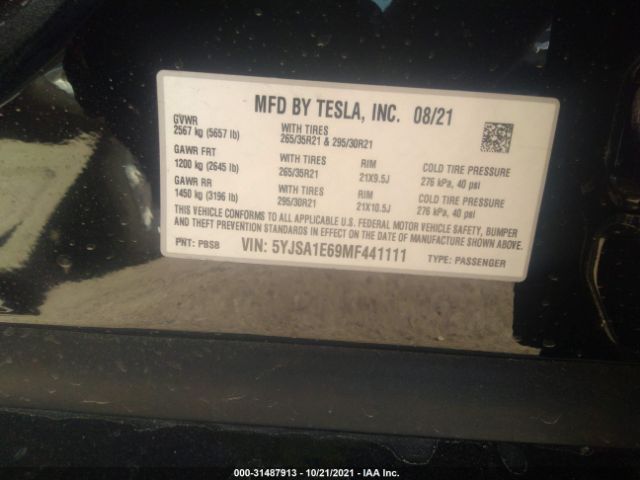 MFD BY TESLA, INC. 08/21
GVWR
2567 kg (5657 lb)
WITH TIRES
265/35R21 & 295/30R21
GAWR FRT
1200 kg (2645 lb)
WITH TIRES
265/35R21
RIM
21X9.5J
COLD TIRE PRESSURE
276 kPa, 40 psi
GAWR RR
1450 kg (3196 lb)
WITH TIRES
295/30R21
RIM
21X10.5J
COLD TIRE PRESSURE
276 kPa, 40 psi
THIS VEHICLE CONFORMS TO ALL APPLICABLE U.S. FEDERAL MOTOR VEHICLE SAFETY, BUMPER
AND THEFT PREVENTION STANDARDS IN EFFECT ON THE DATE OF MANUFACTURE SHOWN ABOVE.
PNT: PBSB VIN: 5YJSA1E69MF441111 TYPE: PASSENGER
000-31487913 - 10/21/2021 - IAA Inc.